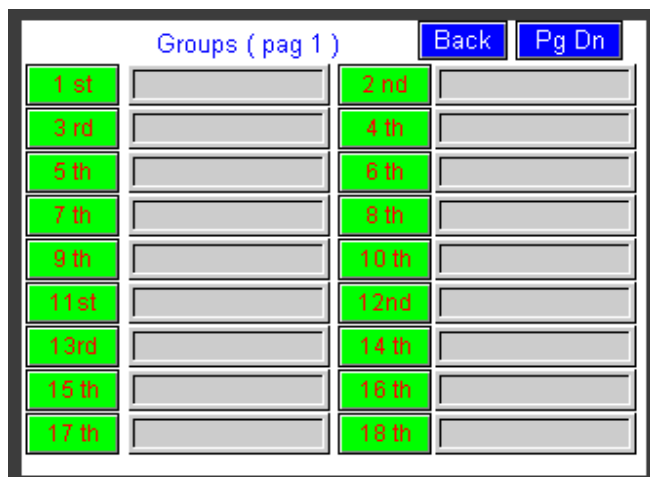 Groups ( pag 1 ) Back Pg Dn
1 st 2 nd
3 rd 4 th
5 th 6 th
7 th 8 th
9 th 10 th
11st 12nd
13rd 14 th
15 th 16 th
17 th 18 th